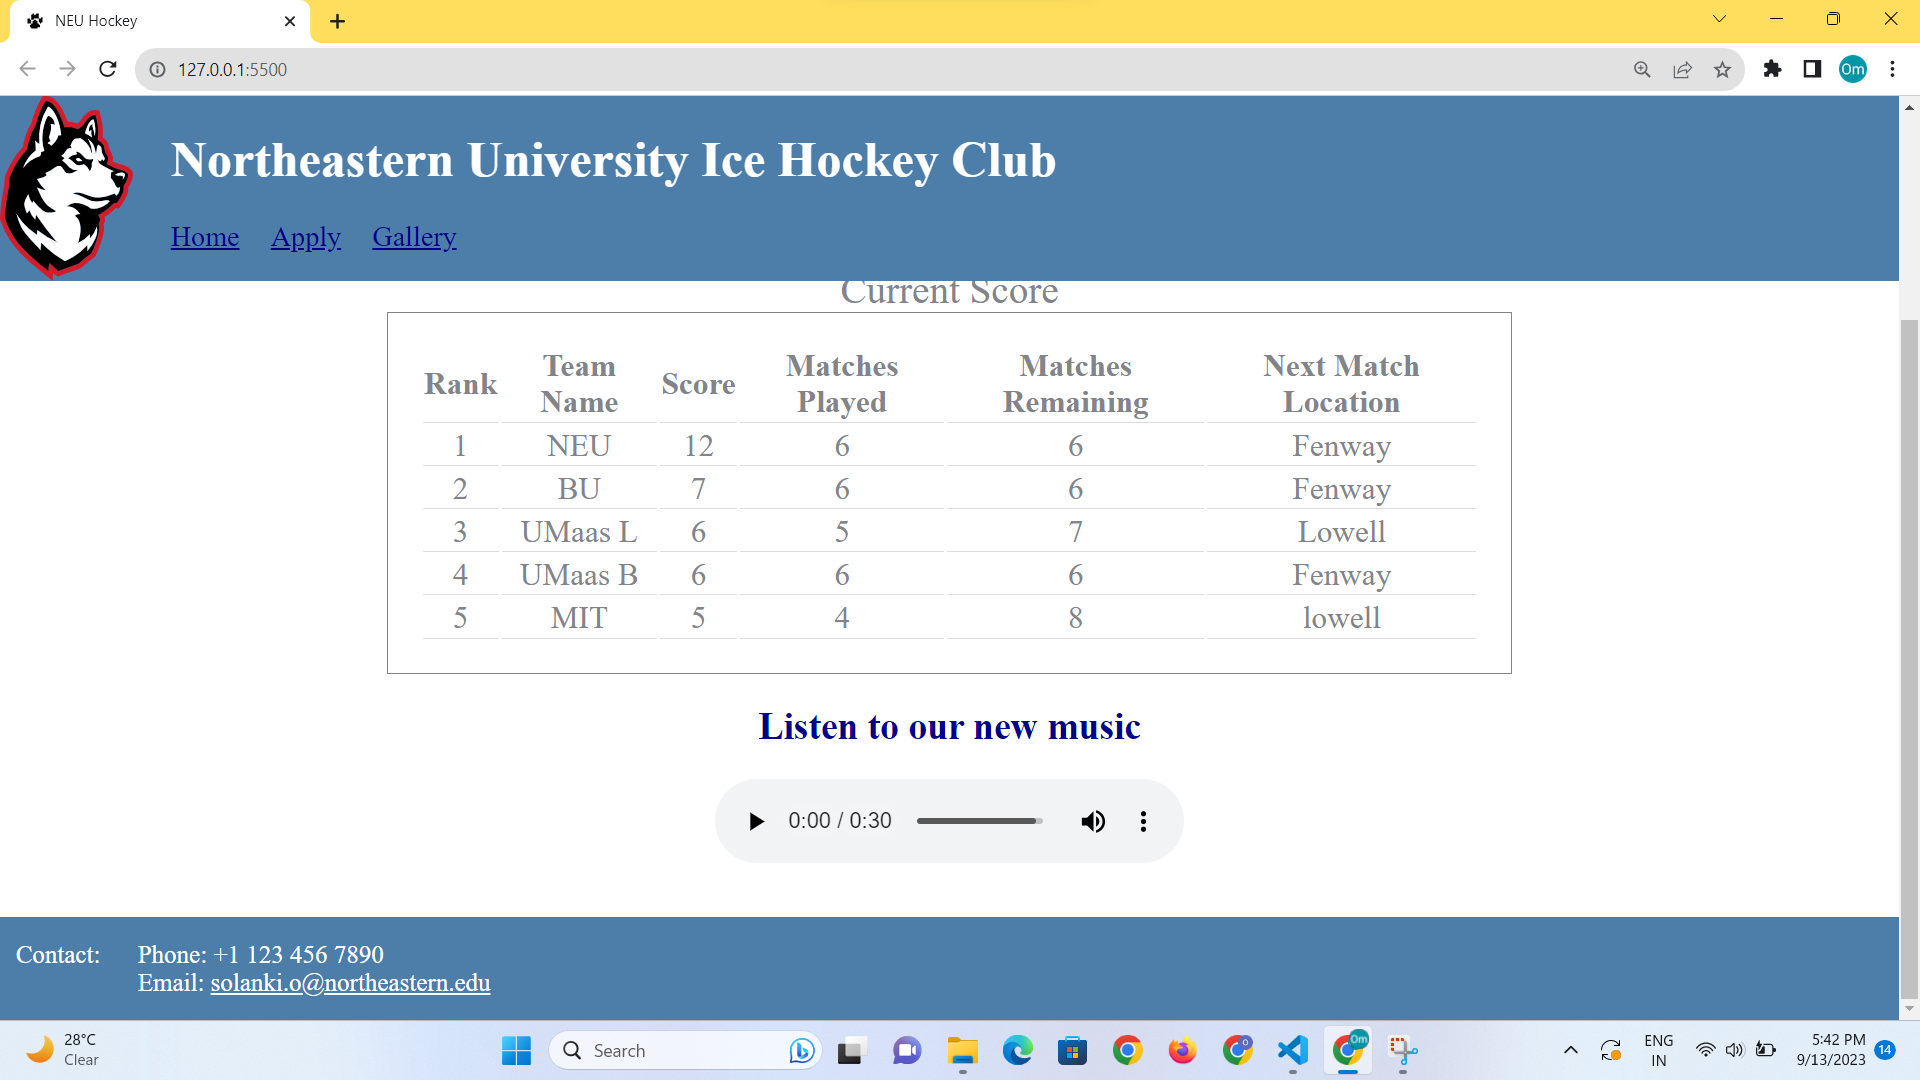 NEU Hockey
127.0.0.1:5500
Om
Northeastern University Ice Hockey Club
Home Apply Gallery
Current Score
Rank Team Name Score Matches Played Matches Remaining Next Match Location
1 NEU 12 6 6 Fenway
2 BU 7 6 6 Fenway
3 UMaas L 6 5 7 Lowell
4 UMaas B 6 6 6 Fenway
5 MIT 5 4 8 lowell
Listen to our new music
0:00 / 0:30
Contact: Phone: +1 123 456 7890
Email: solanki.o@northeastern.edu
28°C
Clear
Search
Om
ENG
IN
5:42 PM
9/13/2023
14